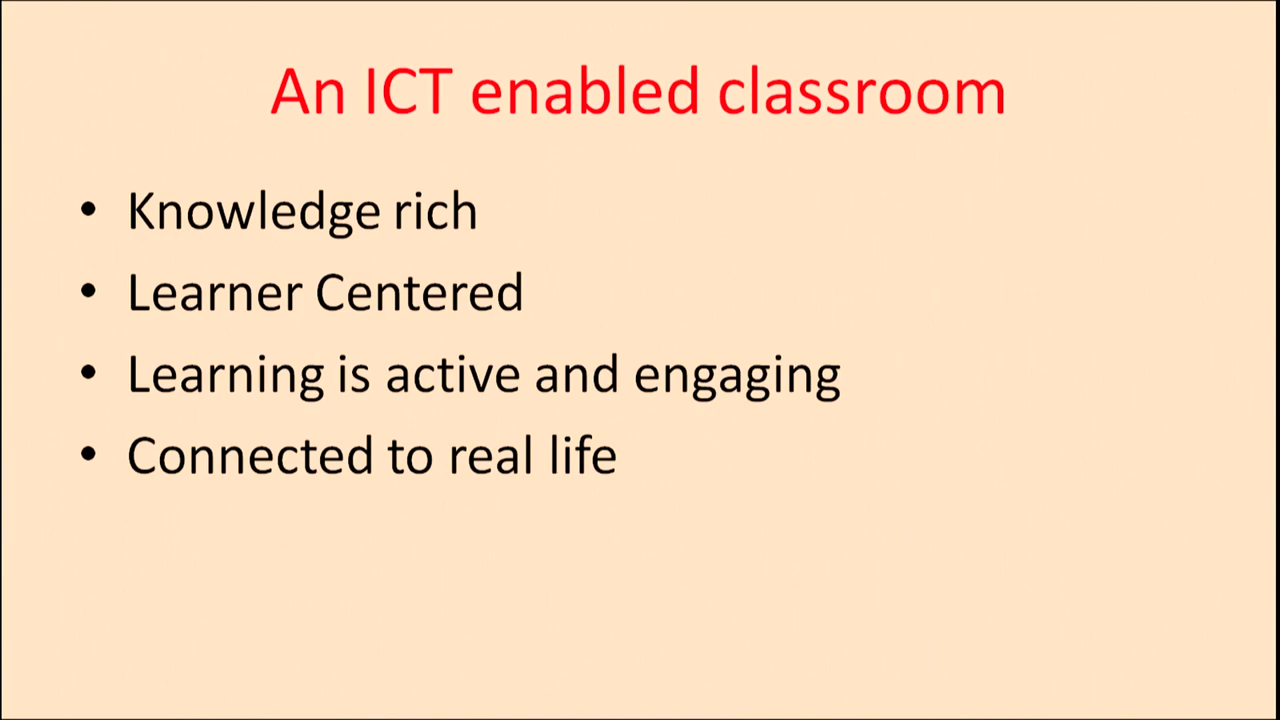 An ICT enabled classroom
• Knowledge rich
• Learner Centered
• Learning is active and engaging
• Connected to real life